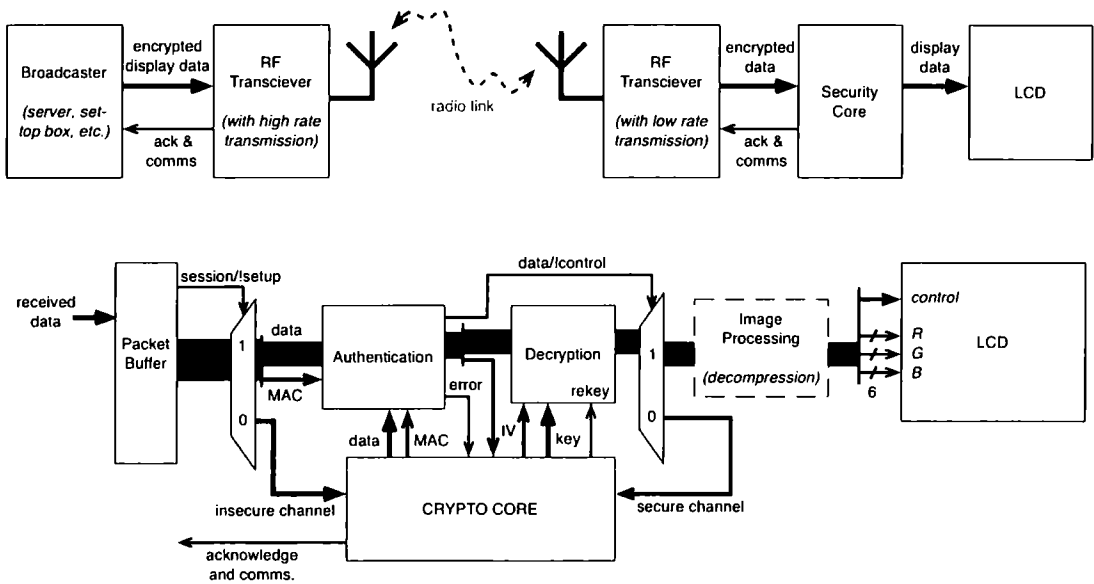 Broadcaster
(server, set-
top box, etc.)
encrypted
display data
ack &
comms
RF
Transciever
(with high rate
transmission)
radio link
RF
Transciever
(with low rate
transmission)
encrypted
data
ack &
comms
Security
Core
display
data
LCD
received
data
Packet
Buffer
session/!setup
1
0
data
MAC
insecure channel
Authentication
data/!control
error
data
MAC
IV
key
Decryption
rekey
1
0
secure channel
CRYPTO CORE
acknowledge
and comms.
Image
Processing
(decompression)
control
R
G
B
6
LCD